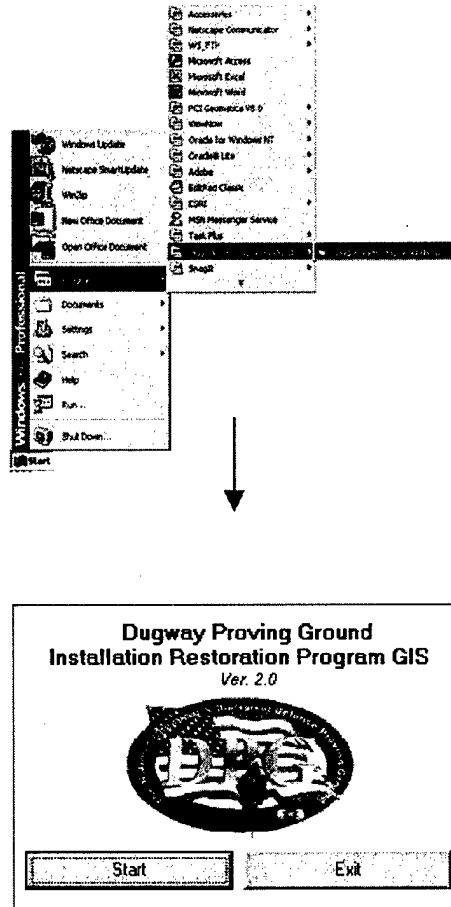 Accessories
Netscape Communicator
WS_FTP
Microsoft Access
Microsoft Excel
Microsoft Word
PCI Geomatica V8.0
ViewNow
Oracle for Windows NT
Oracle8 Lite
Adobe
EditPad Classic
ESRI
MSN Messenger Service
Task Plus
SnagIt
Windows Update
Netscape SmartUpdate
WinZip
New Office Document
Open Office Document
Documents
Settings
Search
Help
Run...
Shut Down...
Windows Professional
Start
Dugway Proving Ground
Installation Restoration Program GIS
Ver. 2.0
DPG
Start
Exit